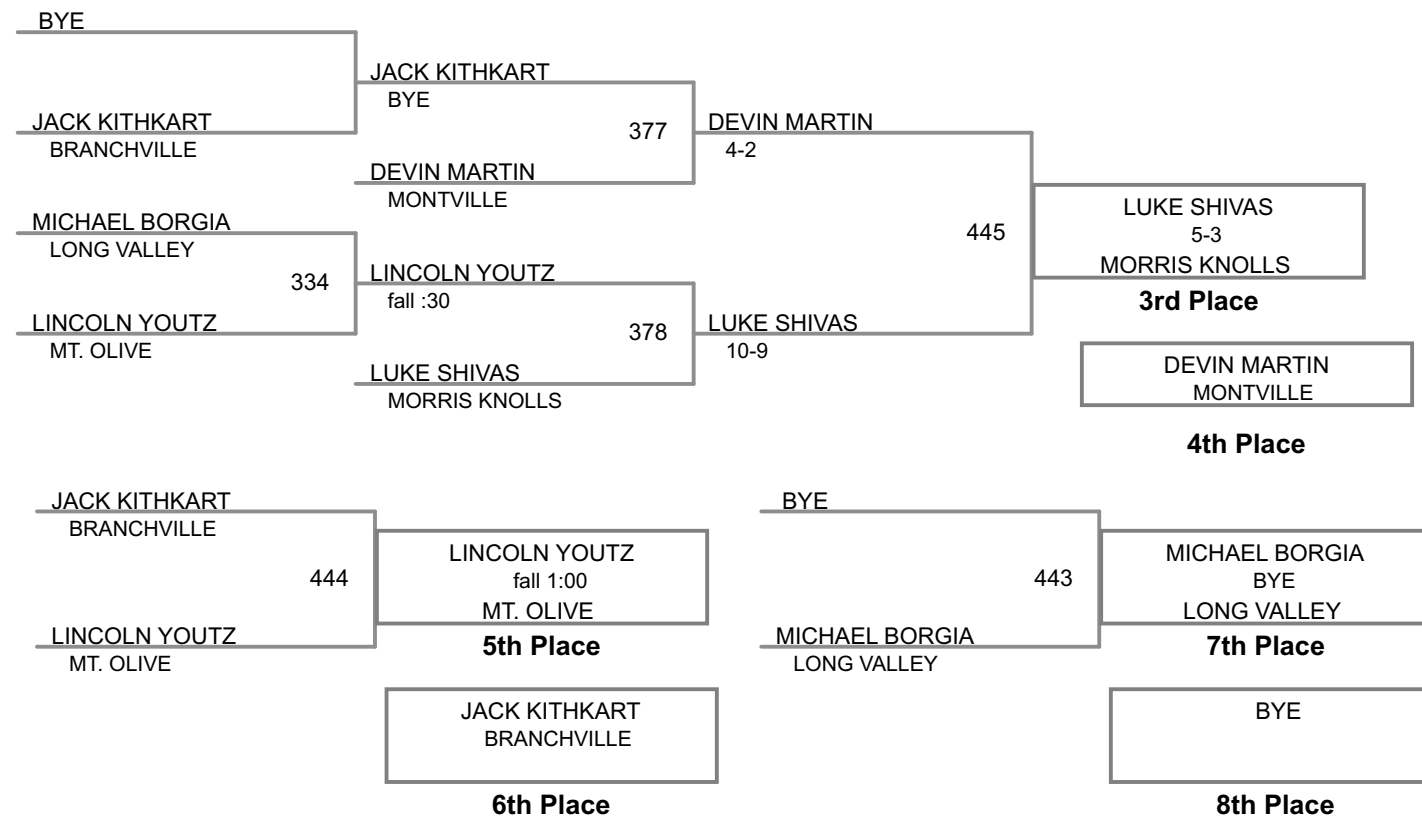 BYE
JACK KITHKART
BYE
JACK KITHKART
BRANCHVILLE
377
DEVIN MARTIN
4-2
DEVIN MARTIN
MONTVILLE
MICHAEL BORGIA
LONG VALLEY
334
LINCOLN YOUTZ
fall :30
LINCOLN YOUTZ
MT. OLIVE
378
LUKE SHIVAS
10-9
LUKE SHIVAS
MORRIS KNOLLS
445
LUKE SHIVAS
5-3
MORRIS KNOLLS
3rd Place
DEVIN MARTIN
MONTVILLE
4th Place
JACK KITHKART
BRANCHVILLE
444
LINCOLN YOUTZ
MT. OLIVE
LINCOLN YOUTZ
fall 1:00
MT. OLIVE
5th Place
JACK KITHKART
BRANCHVILLE
6th Place
BYE
443
MICHAEL BORGIA
LONG VALLEY
MICHAEL BORGIA
BYE
LONG VALLEY
7th Place
BYE
8th Place